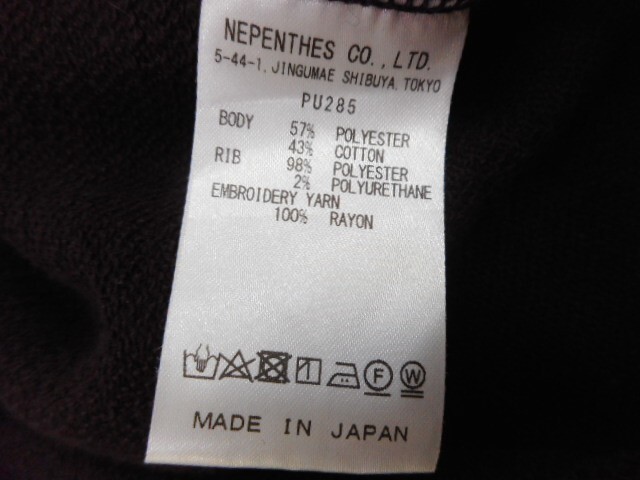 NEPENTHES CO., LTD.
5-44-1, JINGUMAE SHIBUYA, TOKYO
PU285
BODY 57% POLYESTER
43% COTTON
RIB 98% POLYESTER
2% POLYURETHANE
EMBROIDERY YARN
100% RAYON
F W
MADE IN JAPAN